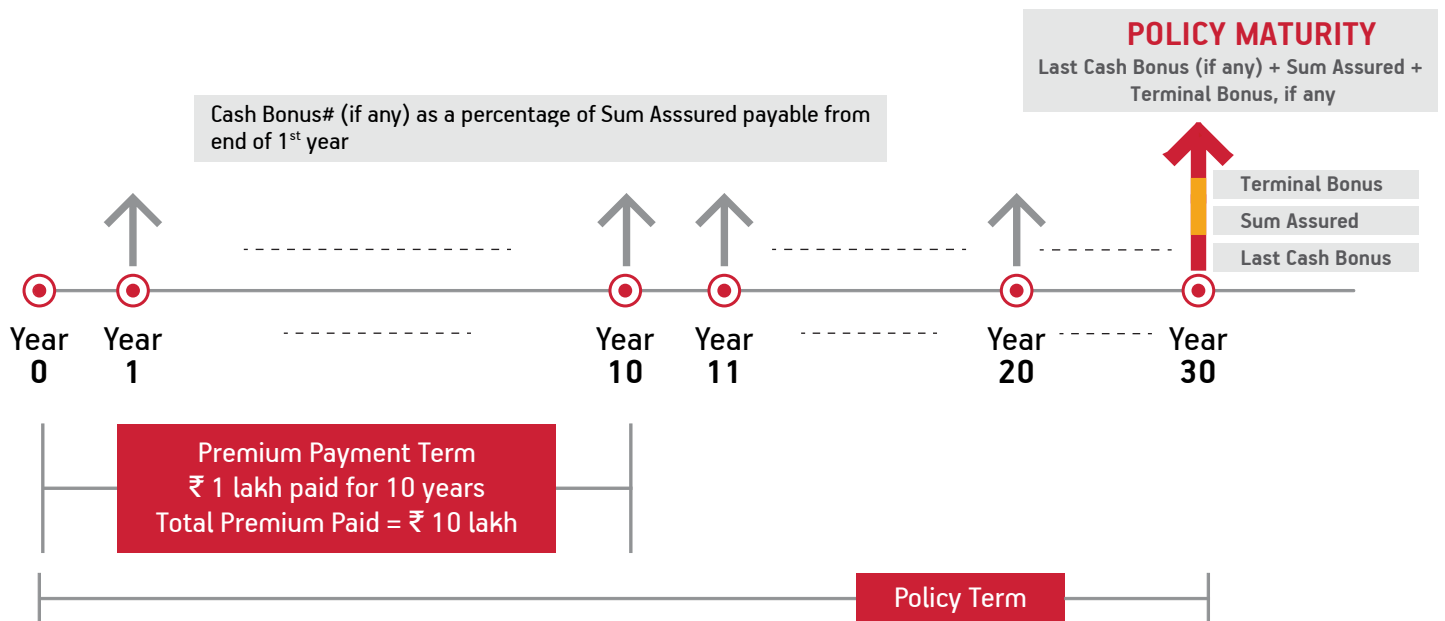 POLICY MATURITY
Last Cash Bonus (if any) + Sum Assured +
Terminal Bonus, if any
Cash Bonus# (if any) as a percentage of Sum Asssured payable from
end of 1st year
Terminal Bonus
Sum Assured
Last Cash Bonus
Year Year Year Year Year Year
0 1 10 11 20 30
Premium Payment Term
₹ 1 lakh paid for 10 years
Total Premium Paid = ₹ 10 lakh
Policy Term